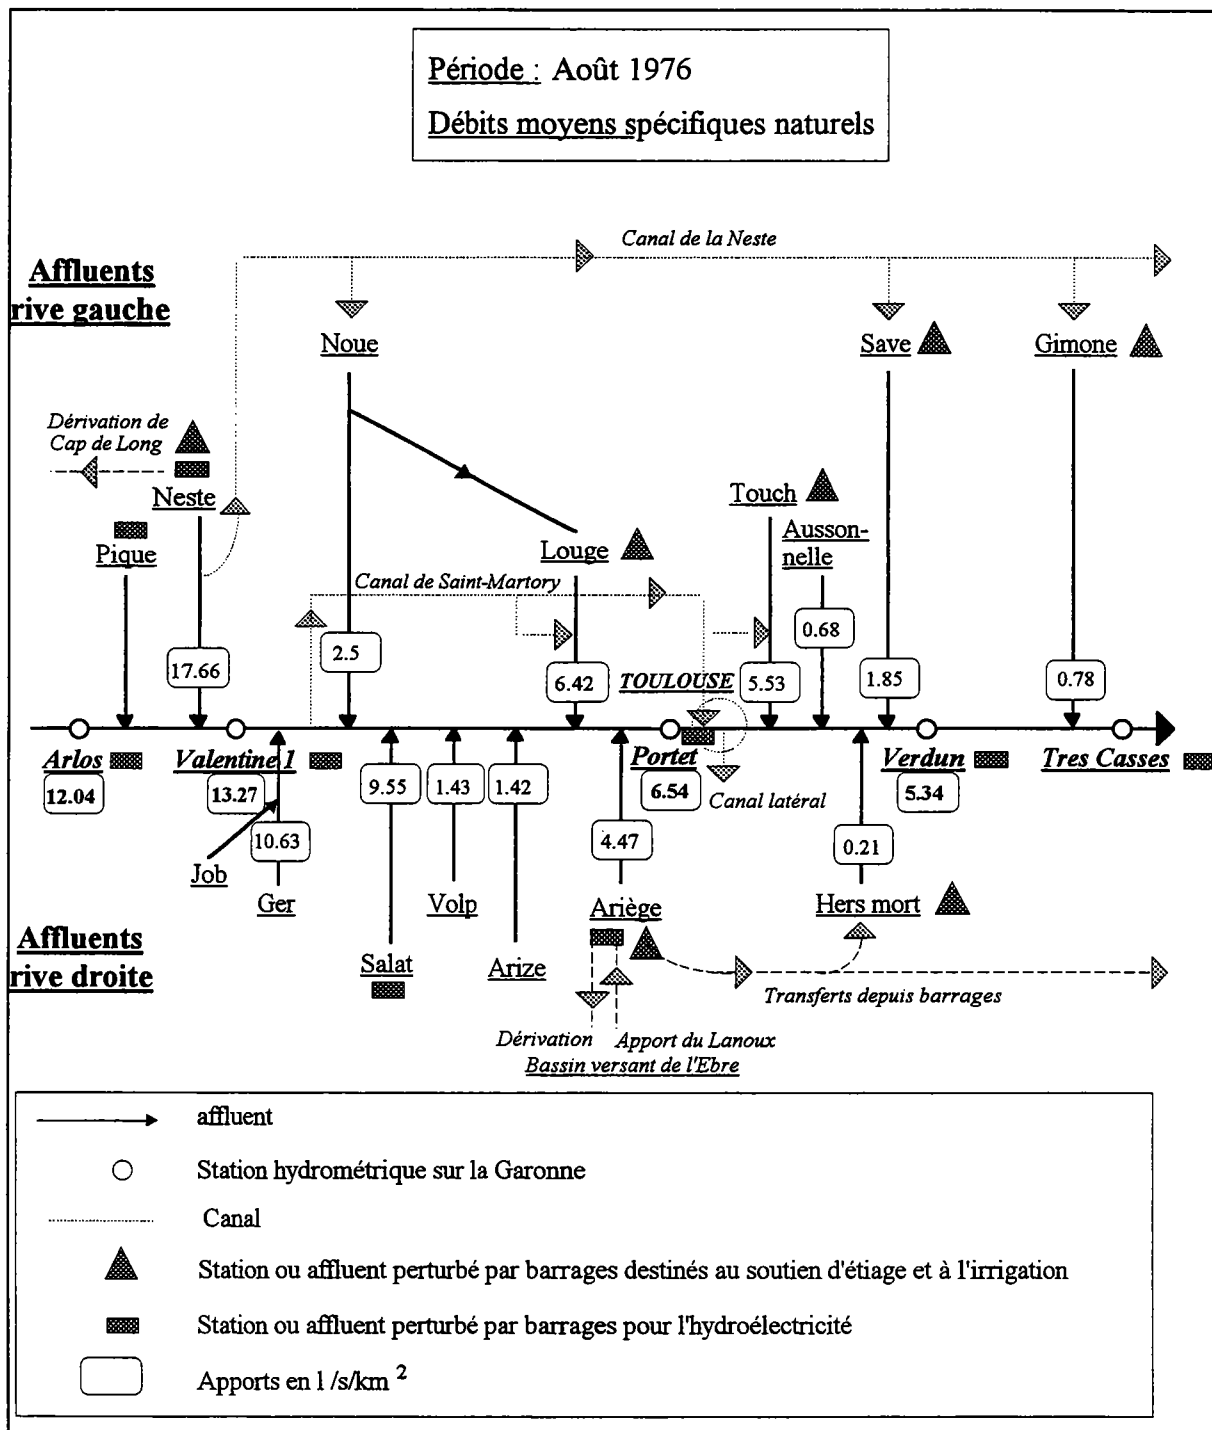 Période : Août 1976
Débits moyens spécifiques naturels
Canal de la Neste
Affluents
rive gauche
Noue
Save
Gimone
Dérivation de
Cap de Long
Neste
Touch
Pique
Ausson-
nelle
Louge
Canal de Saint-Martory
0.68
2.5
17.66
6.42
TOULOUSE
5.53
1.85
0.78
Arlos
Valentine 1
Portet
Verdun
Tres Casses
12.04
13.27
9.55
1.43
1.42
6.54
5.34
Canal latéral
10.63
4.47
0.21
Job
Ger
Volp
Ariège
Hers mort
Affluents
rive droite
Salat
Arize
Transferts depuis barrages
Dérivation
Apport du Lanoux
Bassin versant de l'Ebre
affluent
Station hydrométrique sur la Garonne
Canal
Station ou affluent perturbé par barrages destinés au soutien d'étiage et à l'irrigation
Station ou affluent perturbé par barrages pour l'hydroélectricité
Apports en l /s/km 2